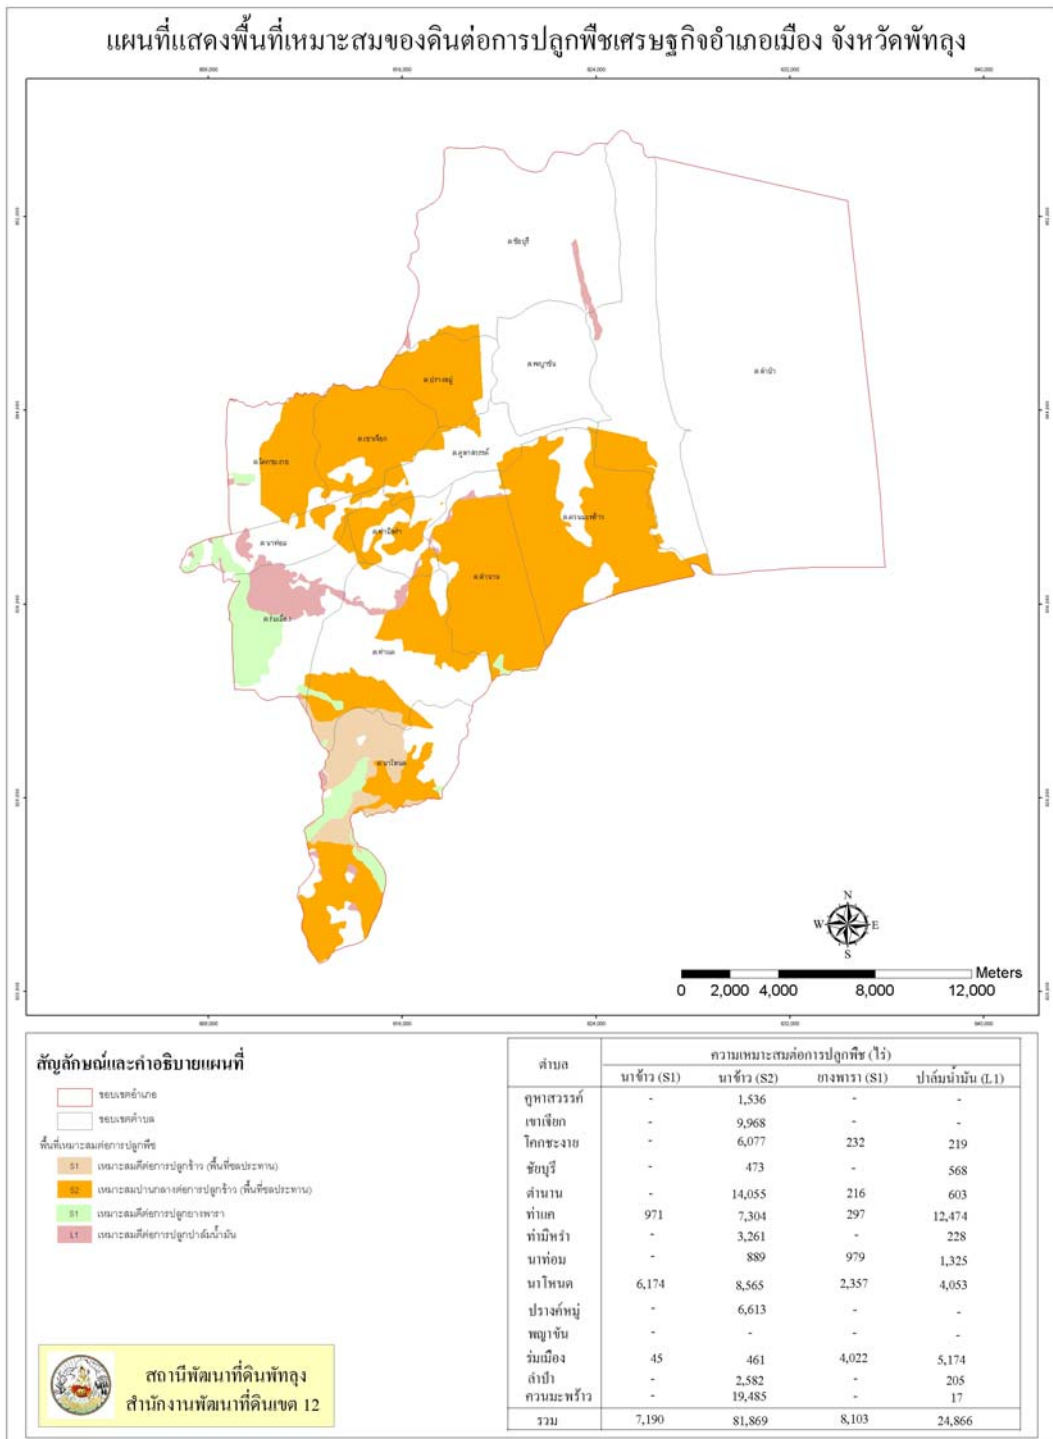 แผนที่แสดงพื้นที่เหมาะสมของดินต่อการปลูกพืชเศรษฐกิจอำเภอเมือง จังหวัดพัทลุง
608,000 616,000 624,000 632,000 640,000
ต.ชัยบุรี
ต.พญาขัน
ต.ลำปำ
ต.ปรางหมู่
ต.เขาเจียก
ต.คูหาสวรรค์
ต.โคกชะงาย
ต.ควนมะพร้าว
ต.ท่ามิหรำ
ต.นาท่อม
ต.ตำนาน
ต.ร่มเมือง
ต.ท่าแค
ต.นาโหนด
N
W E
S
Meters
0 2,000 4,000 8,000 12,000
608,000 616,000 624,000 632,000 640,000
สัญลักษณ์และคำอธิบายแผนที่
ขอบเขตอำเภอ
ขอบเขตตำบล
พื้นที่เหมาะสมต่อการปลูกพืช
S1 เหมาะสมดีต่อการปลูกข้าว (พื้นที่ชลประทาน)
S2 เหมาะสมปานกลางต่อการปลูกข้าว (พื้นที่ชลประทาน)
S1 เหมาะสมดีต่อการปลูกยางพารา
L1 เหมาะสมดีต่อการปลูกปาล์มน้ำมัน
สถานีพัฒนาที่ดินพัทลุง
สำนักงานพัฒนาที่ดินเขต 12
ตำบล ความเหมาะสมต่อการปลูกพืช (ไร่)
นาข้าว (S1) นาข้าว (S2) ยางพารา (S1) ปาล์มน้ำมัน (L1)
คูหาสวรรค์ - 1,536 - -
เขาเจียก - 9,968 - -
โคกชะงาย - 6,077 232 219
ชัยบุรี - 473 - 568
ตำนาน - 14,055 216 603
ท่าแค 971 7,304 297 12,474
ท่ามิหรำ - 3,261 - 228
นาท่อม - 889 979 1,325
นาโหนด 6,174 8,565 2,357 4,053
ปรางค์หมู่ - 6,613 - -
พญาขัน - - - -
ร่มเมือง 45 461 4,022 5,174
ลำปำ - 2,582 - 205
ควนมะพร้าว - 19,485 - 17
รวม 7,190 81,869 8,103 24,866